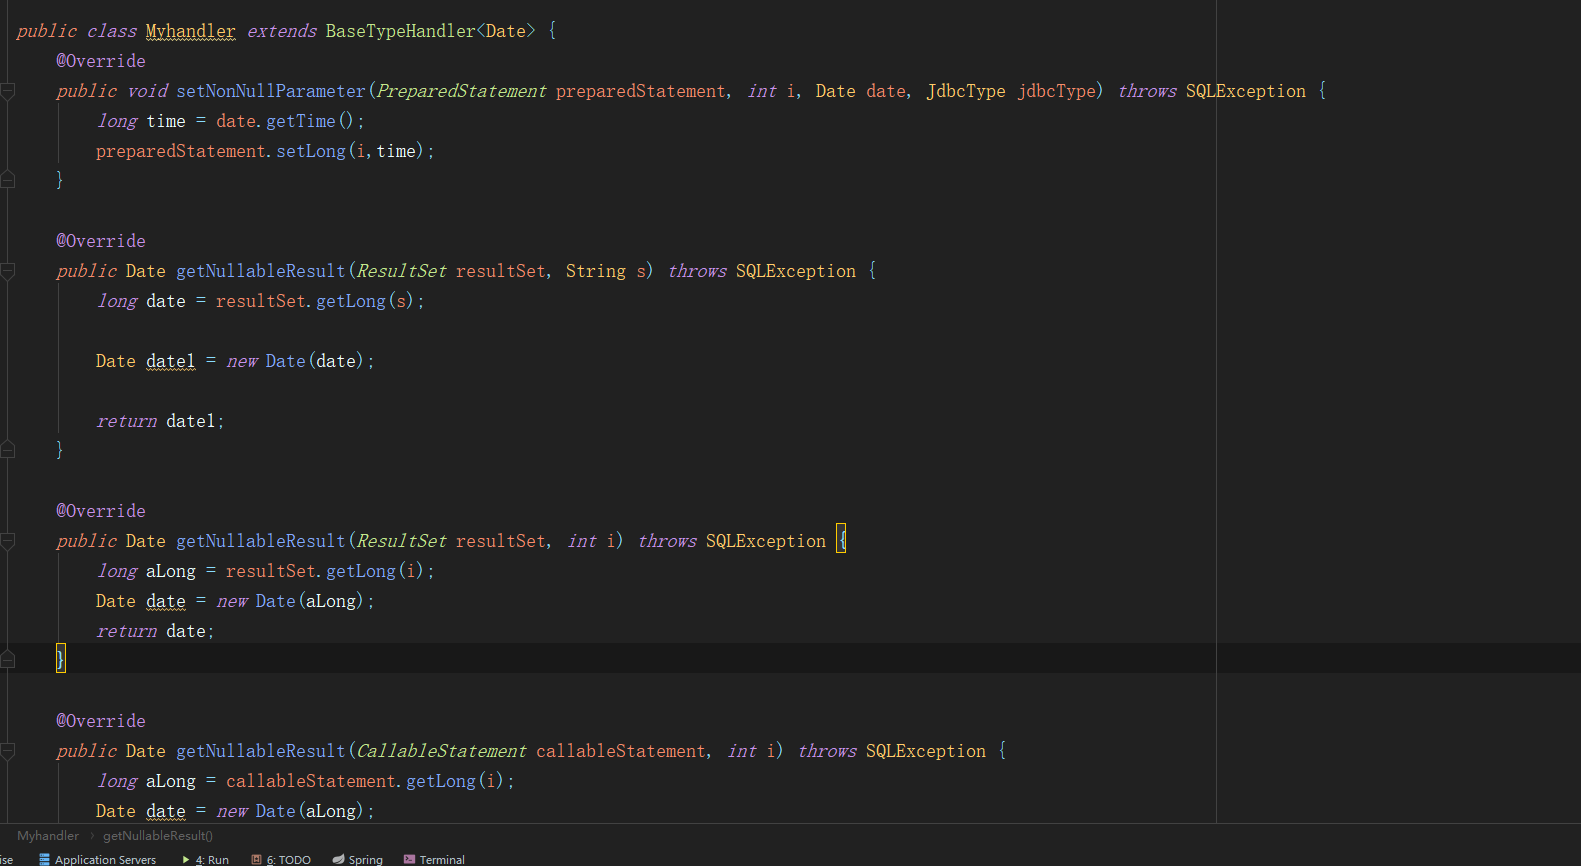 public class Myhandler extends BaseTypeHandler<Date> {
@Override
public void setNonNullParameter(PreparedStatement preparedStatement, int i, Date date, JdbcType jdbcType) throws SQLException {
long time = date.getTime();
preparedStatement.setLong(i,time);
}
@Override
public Date getNullableResult(ResultSet resultSet, String s) throws SQLException {
long date = resultSet.getLong(s);
Date date1 = new Date(date);
return date1;
}
@Override
public Date getNullableResult(ResultSet resultSet, int i) throws SQLException {
long aLong = resultSet.getLong(i);
Date date = new Date(aLong);
return date;
}
@Override
public Date getNullableResult(CallableStatement callableStatement, int i) throws SQLException {
long aLong = callableStatement.getLong(i);
Date date = new Date(aLong);
Myhandler › getNullableResult()
ise Application Servers 4: Run 6: TODO Spring Terminal